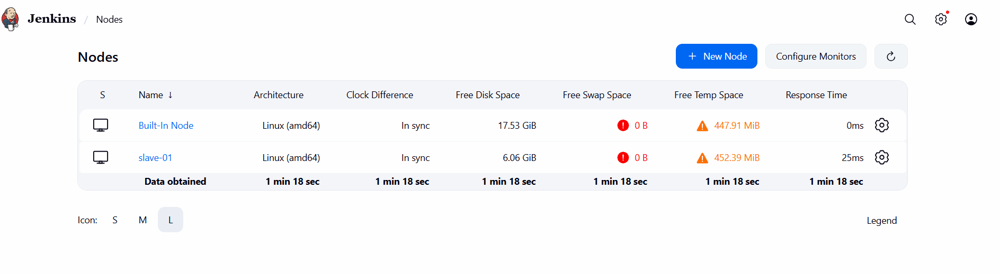 Jenkins / Nodes
Nodes
+ New Node Configure Monitors
S Name ↓ Architecture Clock Difference Free Disk Space Free Swap Space Free Temp Space Response Time
Built-In Node Linux (amd64) In sync 17.53 GiB 0 B 447.91 MiB 0ms
slave-01 Linux (amd64) In sync 6.06 GiB 0 B 452.39 MiB 25ms
Data obtained 1 min 18 sec 1 min 18 sec 1 min 18 sec 1 min 18 sec 1 min 18 sec 1 min 18 sec
Icon: S M L Legend